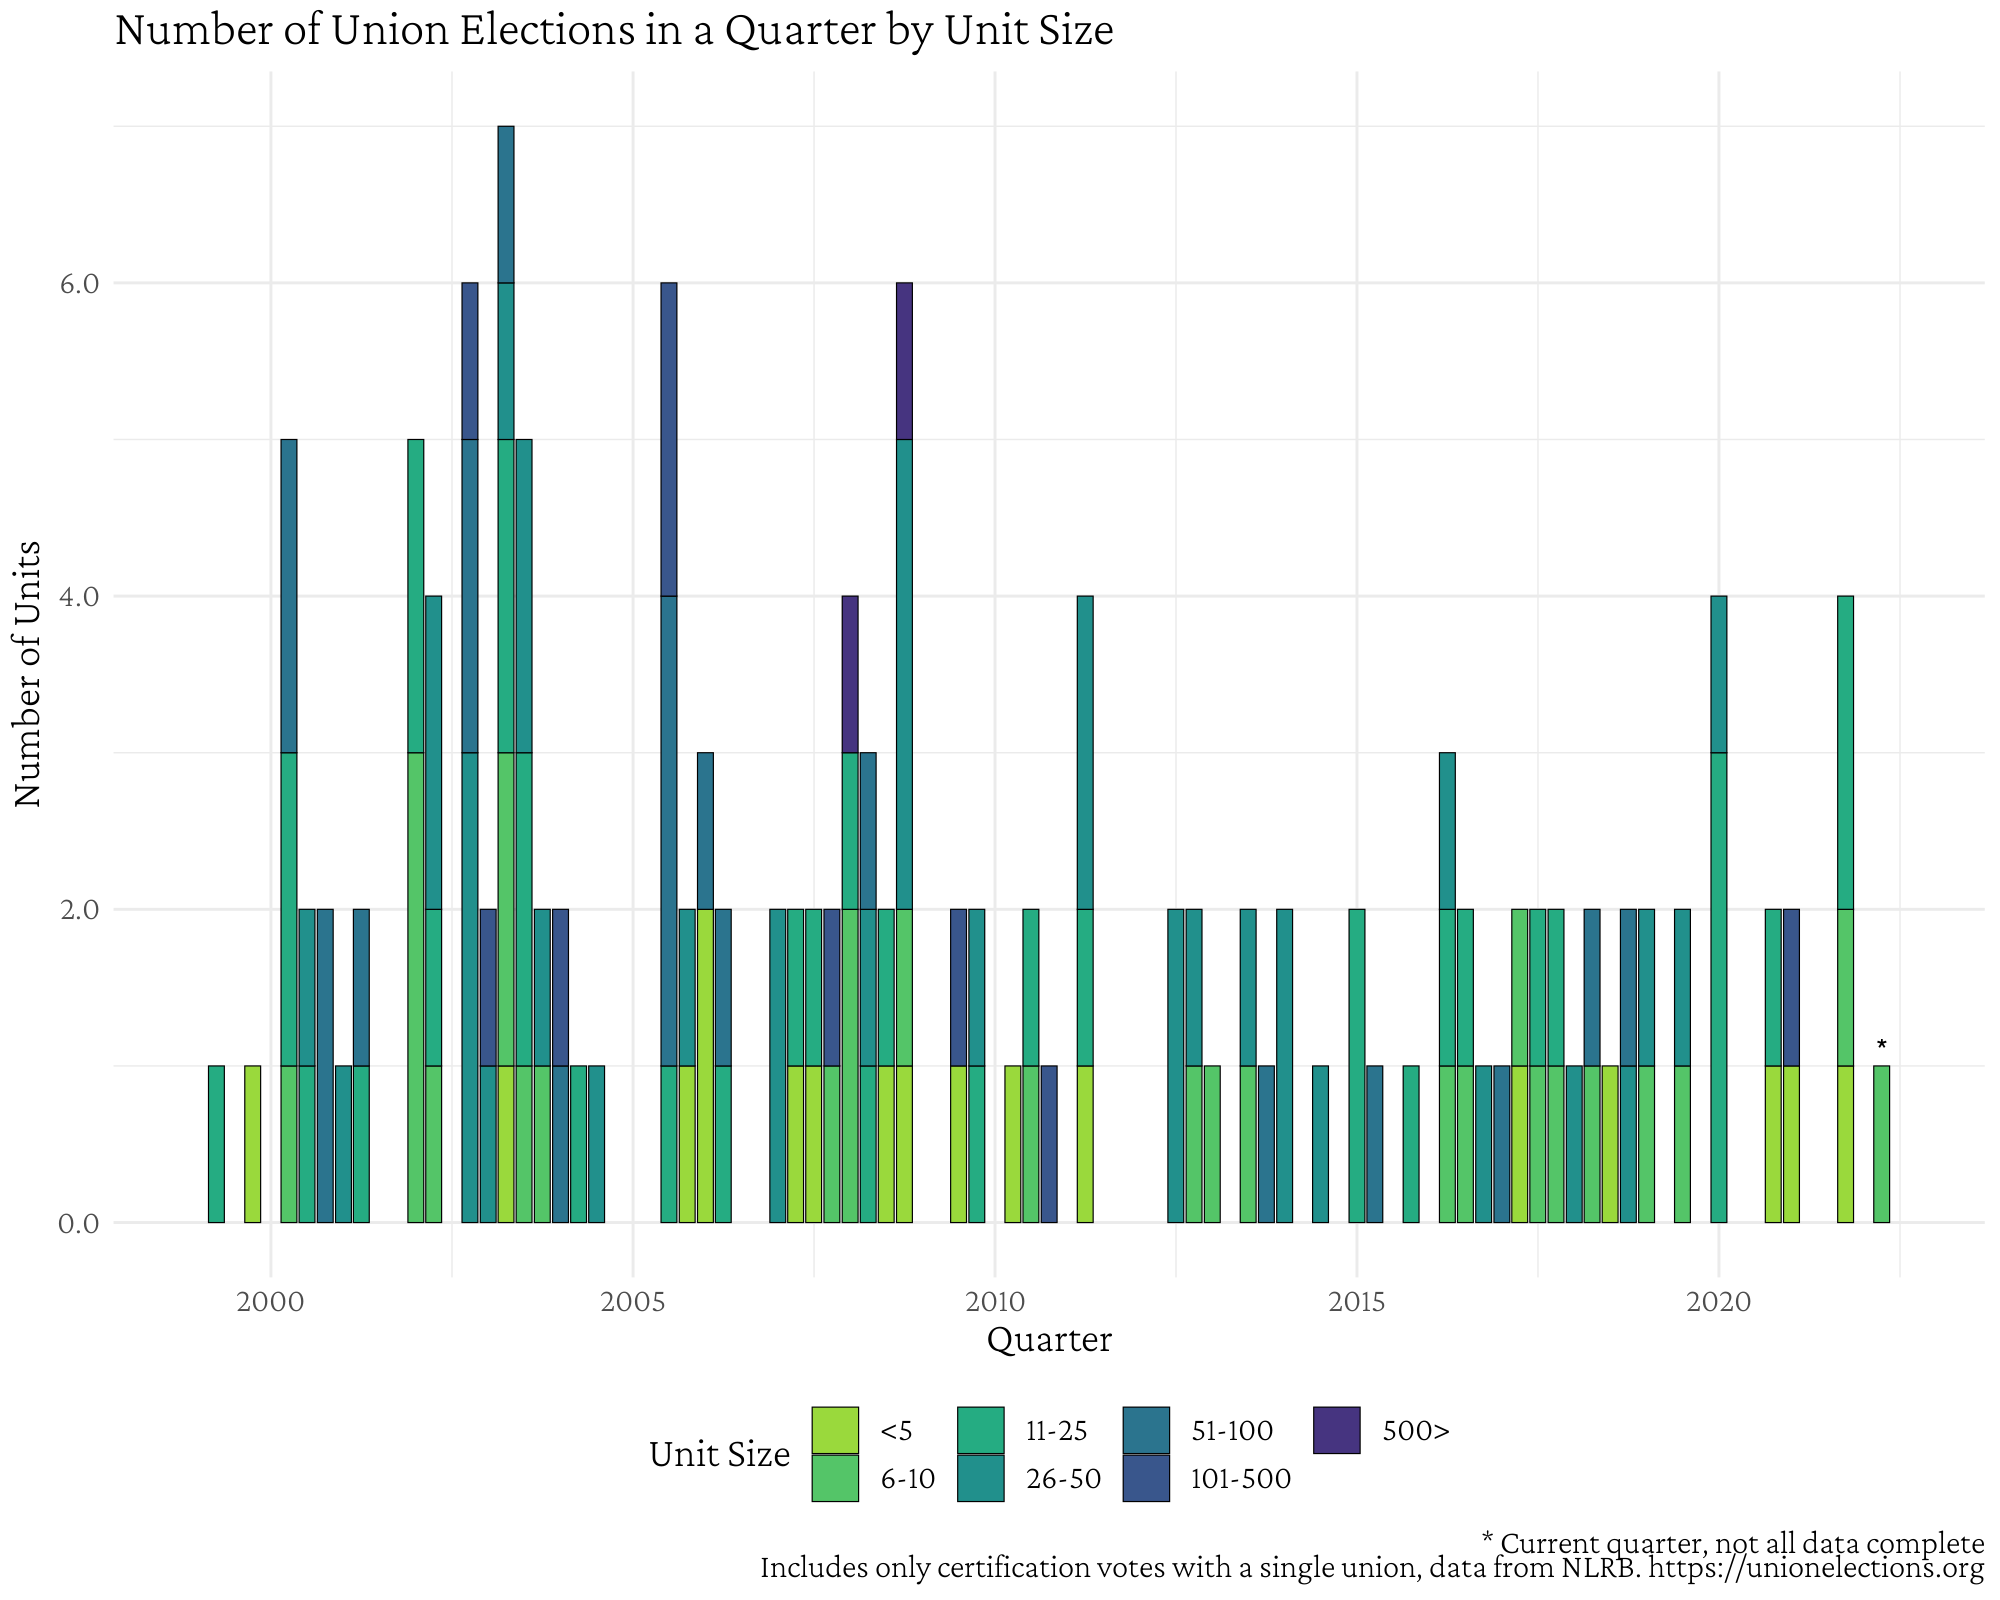 Number of Union Elections in a Quarter by Unit Size
Number of Units
6.0
4.0
2.0
0.0
*
2000 2005 2010 2015 2020
Quarter
Unit Size
<5 11-25 51-100 500>
6-10 26-50 101-500
* Current quarter, not all data complete
Includes only certification votes with a single union, data from NLRB. https://unionelections.org